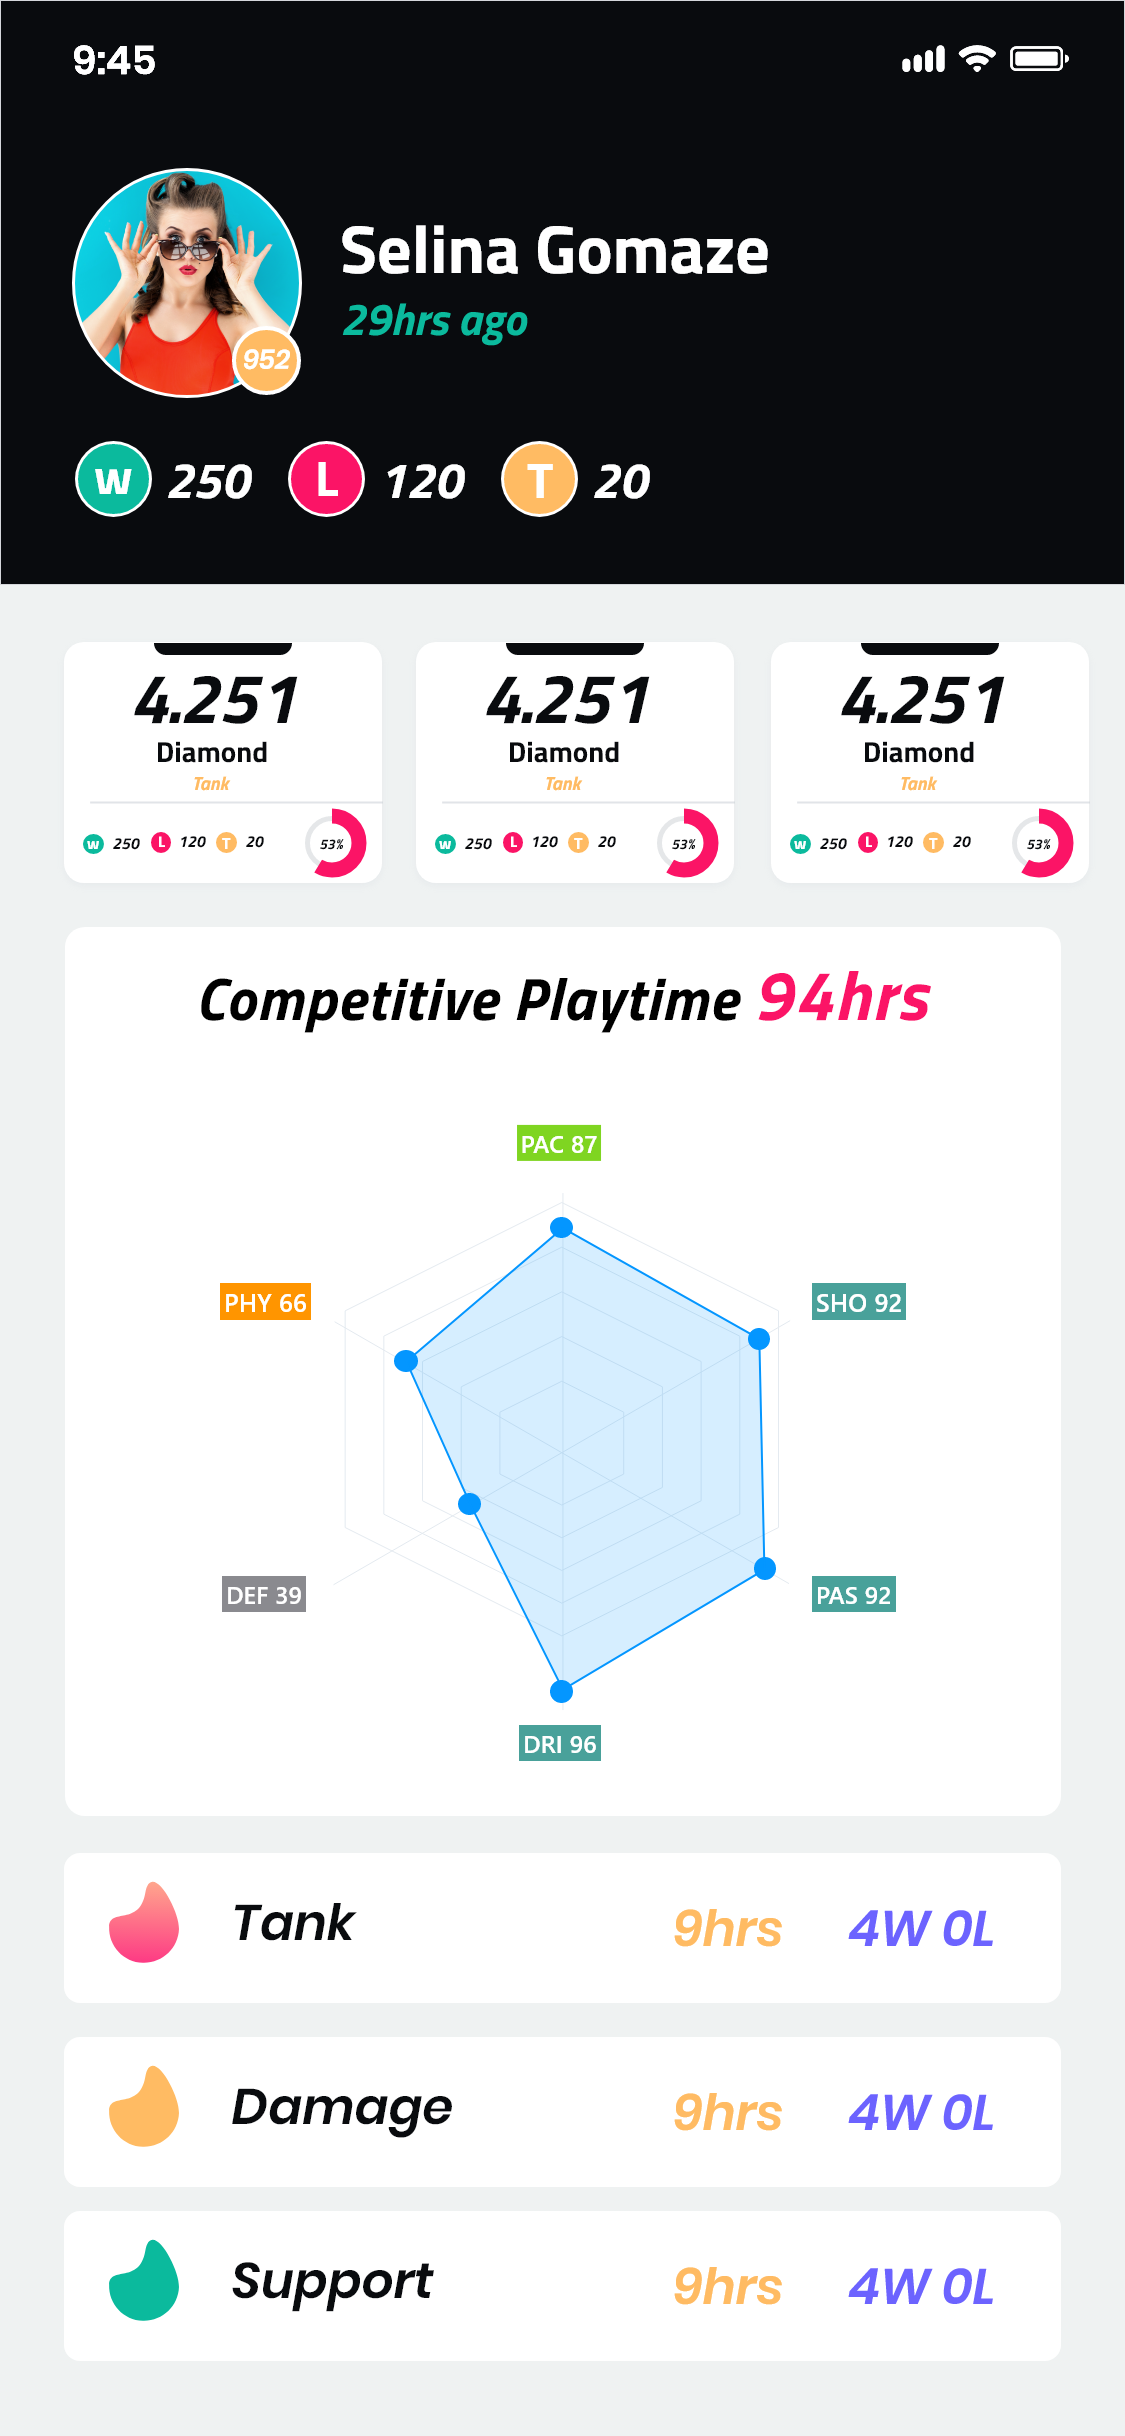 9:45
Selina Gomaze
29hrs ago
952
W 250 L 120 T 20
4.251
Diamond
Tank
W 250 L 120 T 20 53%
4.251
Diamond
Tank
W 250 L 120 T 20 53%
4.251
Diamond
Tank
W 250 L 120 T 20 53%
Competitive Playtime 94hrs
PAC 87
PHY 66
SHO 92
DEF 39
PAS 92
DRI 96
Tank 9hrs 4W 0L
Damage 9hrs 4W 0L
Support 9hrs 4W 0L